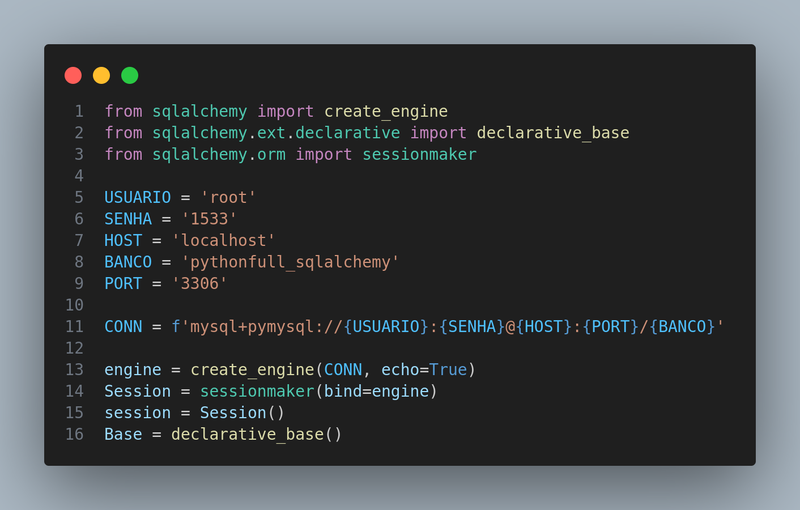 1 from sqlalchemy import create_engine
2 from sqlalchemy.ext.declarative import declarative_base
3 from sqlalchemy.orm import sessionmaker
4
5 USUARIO = 'root'
6 SENHA = '1533'
7 HOST = 'localhost'
8 BANCO = 'pythonfull_sqlalchemy'
9 PORT = '3306'
10
11 CONN = f'mysql+pymysql://{USUARIO}:{SENHA}@{HOST}:{PORT}/{BANCO}'
12
13 engine = create_engine(CONN, echo=True)
14 Session = sessionmaker(bind=engine)
15 session = Session()
16 Base = declarative_base()